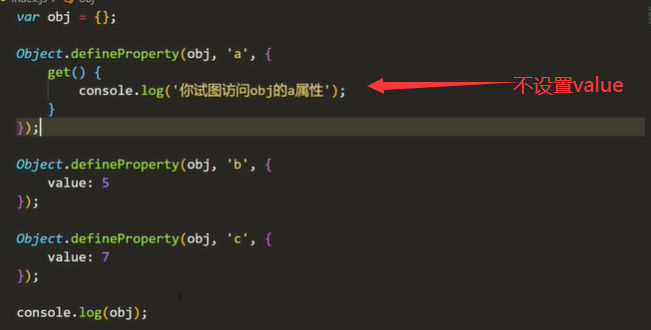 index.js > obj
var obj = {};
Object.defineProperty(obj, 'a', {
get() {
console.log('你试图访问obj的a属性');
不设置value
}
});
Object.defineProperty(obj, 'b', {
value: 5
});
Object.defineProperty(obj, 'c', {
value: 7
});
console.log(obj);